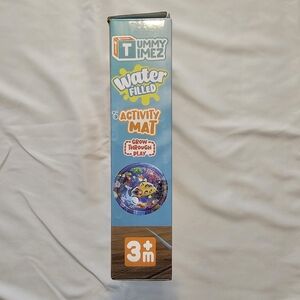 TUMMY
TIMEZ
Water
FILLED
ACTIVITY
MAT
GROW
THROUGH
PLAY
3+
m